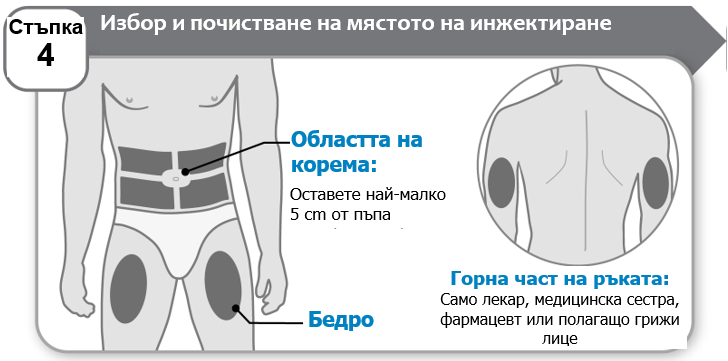 Стъпка
4
Избор и почистване на мястото на инжектиране
Областта на
корема:
Оставете най-малко
5 cm от пъпа
Бедро
Горна част на ръката:
Само лекар, медицинска сестра,
фармацевт или полагащо грижи
лице